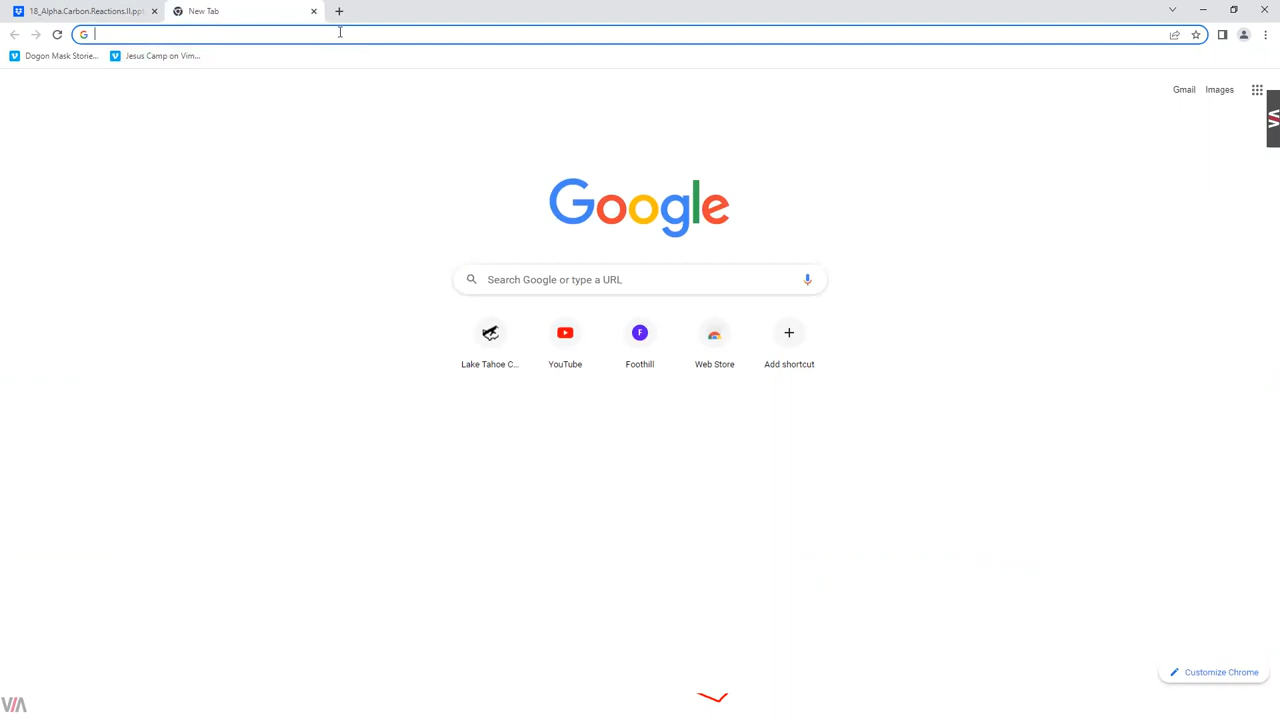 18_Alpha.Carbon.Reactions.II.ppt
New Tab
Dogon Mask Storie...
Jesus Camp on Vim...
Gmail
Images
Google
Search Google or type a URL
Lake Tahoe C...
YouTube
F
Foothill
Web Store
Add shortcut
Customize Chrome
VIA